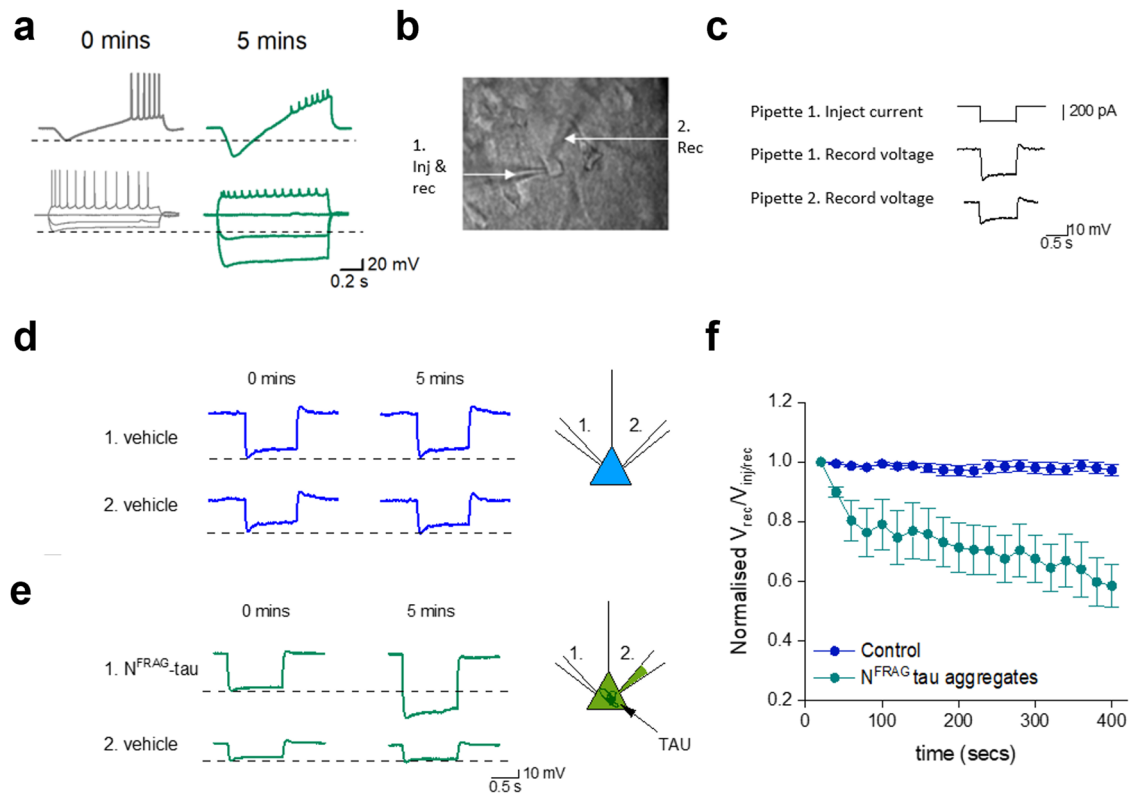 a
0 mins 5 mins
20 mV
0.2 s
b
1.
Inj &
rec
2.
Rec
c
Pipette 1. Inject current
200 pA
Pipette 1. Record voltage
Pipette 2. Record voltage
10 mV
0.5 s
d
0 mins 5 mins
1. vehicle
2. vehicle
1. 2.
e
0 mins 5 mins
1. N^FRAG-tau
2. vehicle
1. 2.
TAU
10 mV
0.5 s
f
Normalised V_rec/V_inj/rec
1.2
1.0
0.8
0.6
0.4
0.2
Control
N^FRAG tau aggregates
0 100 200 300 400
time (secs)